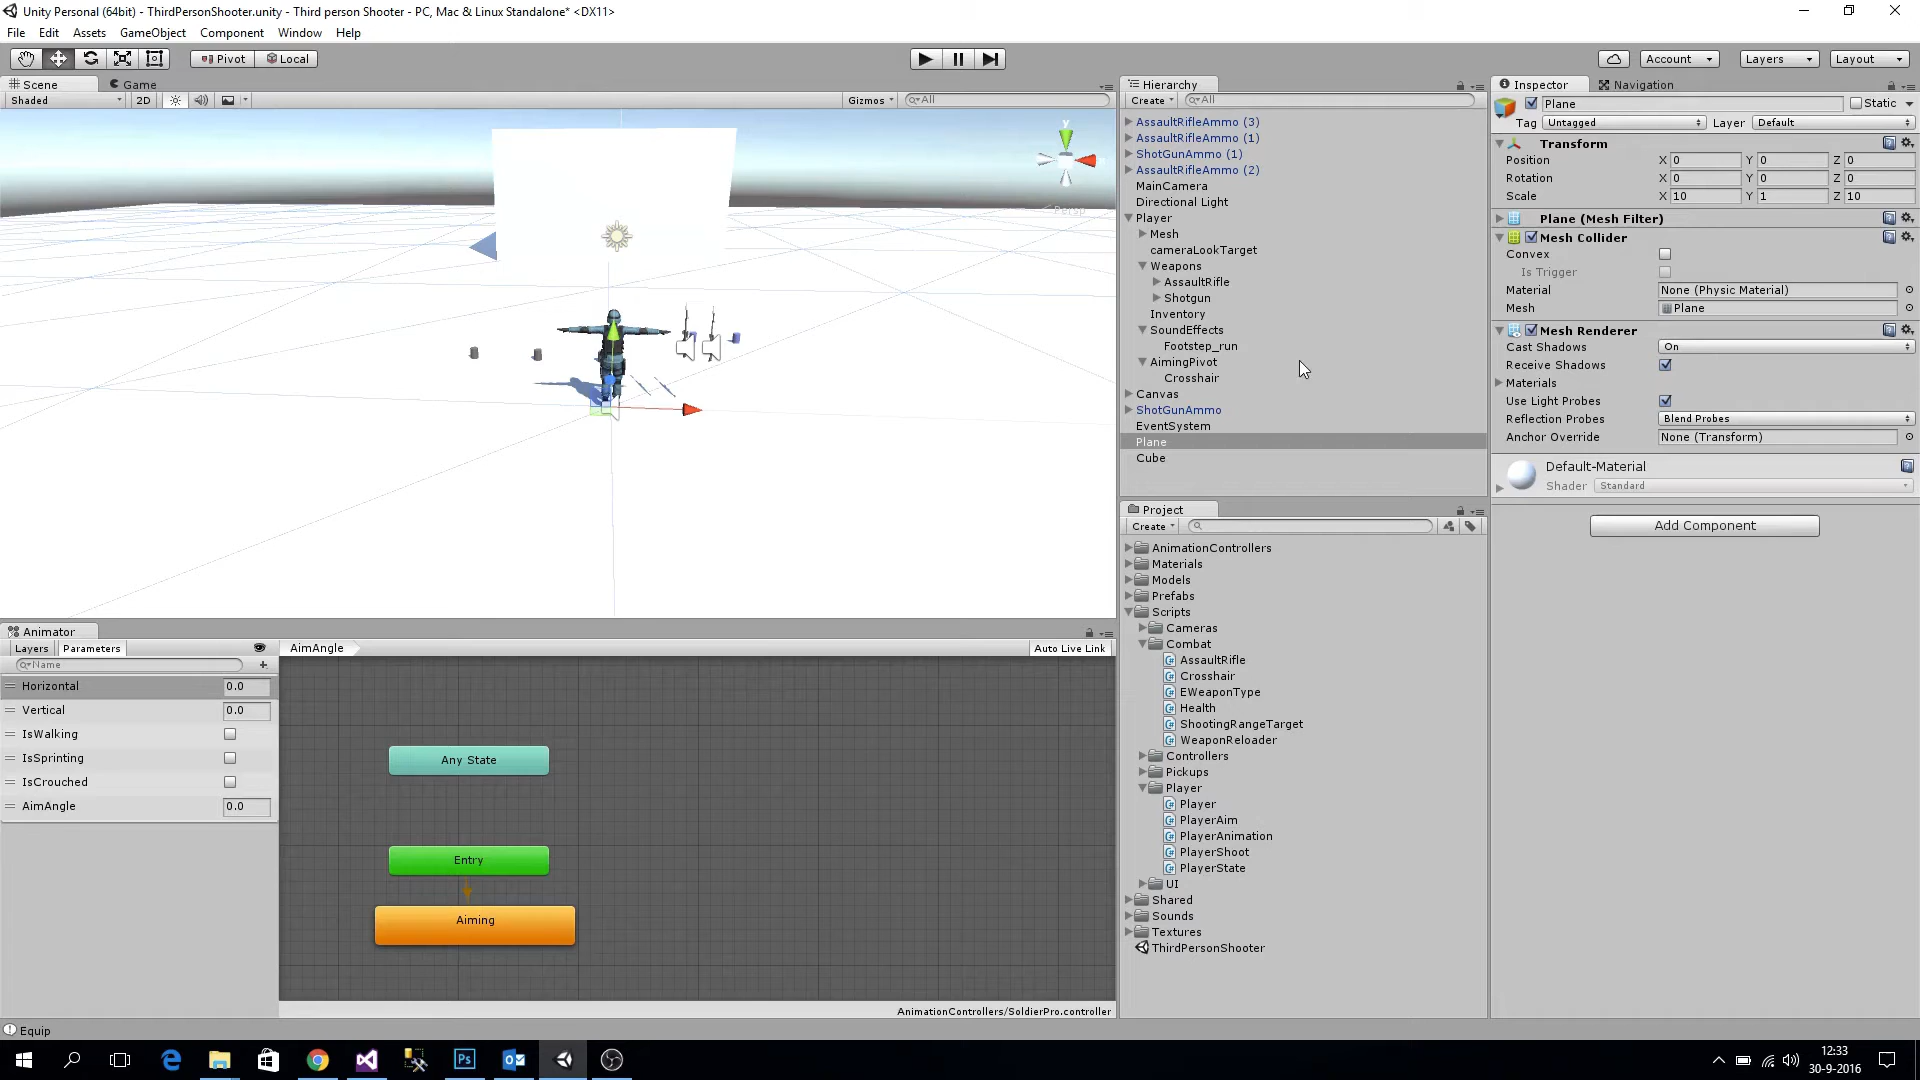 Unity Personal (64bit) - ThirdPersonShooter.unity - Third person Shooter - PC, Mac & Linux Standalone* <DX11>
File Edit Assets GameObject Component Window Help
Pivot Local Account Layers Layout
Scene Game
Shaded 2D Gizmos All
y
Persp
Hierarchy
Create All
AssaultRifleAmmo (3)
AssaultRifleAmmo (1)
ShotGunAmmo (1)
AssaultRifleAmmo (2)
MainCamera
Directional Light
Player
Mesh
cameraLookTarget
Weapons
AssaultRifle
Shotgun
Inventory
SoundEffects
Footstep_run
AimingPivot
Crosshair
Canvas
ShotGunAmmo
EventSystem
Plane
Cube
Inspector Navigation
Plane Static
Tag Untagged Layer Default
Transform
Position X 0 Y 0 Z 0
Rotation X 0 Y 0 Z 0
Scale X 10 Y 1 Z 10
Plane (Mesh Filter)
Mesh Collider
Convex
Is Trigger
Material None (Physic Material)
Mesh Plane
Mesh Renderer
Cast Shadows On
Receive Shadows
Materials
Use Light Probes
Reflection Probes Blend Probes
Anchor Override None (Transform)
Default-Material
Shader Standard
Add Component
Project
Create
AnimationControllers
Materials
Models
Prefabs
Scripts
Cameras
Combat
AssaultRifle
Crosshair
EWeaponType
Health
ShootingRangeTarget
WeaponReloader
Controllers
Pickups
Player
Player
PlayerAim
PlayerAnimation
PlayerShoot
PlayerState
UI
Shared
Sounds
Textures
ThirdPersonShooter
Animator
Layers Parameters AimAngle Auto Live Link
Name
Horizontal 0.0
Vertical 0.0
IsWalking
IsSprinting
IsCrouched
AimAngle 0.0
Any State
Entry
Aiming
AnimationControllers/SoldierPro.controller
Equip
12:33
30-9-2016